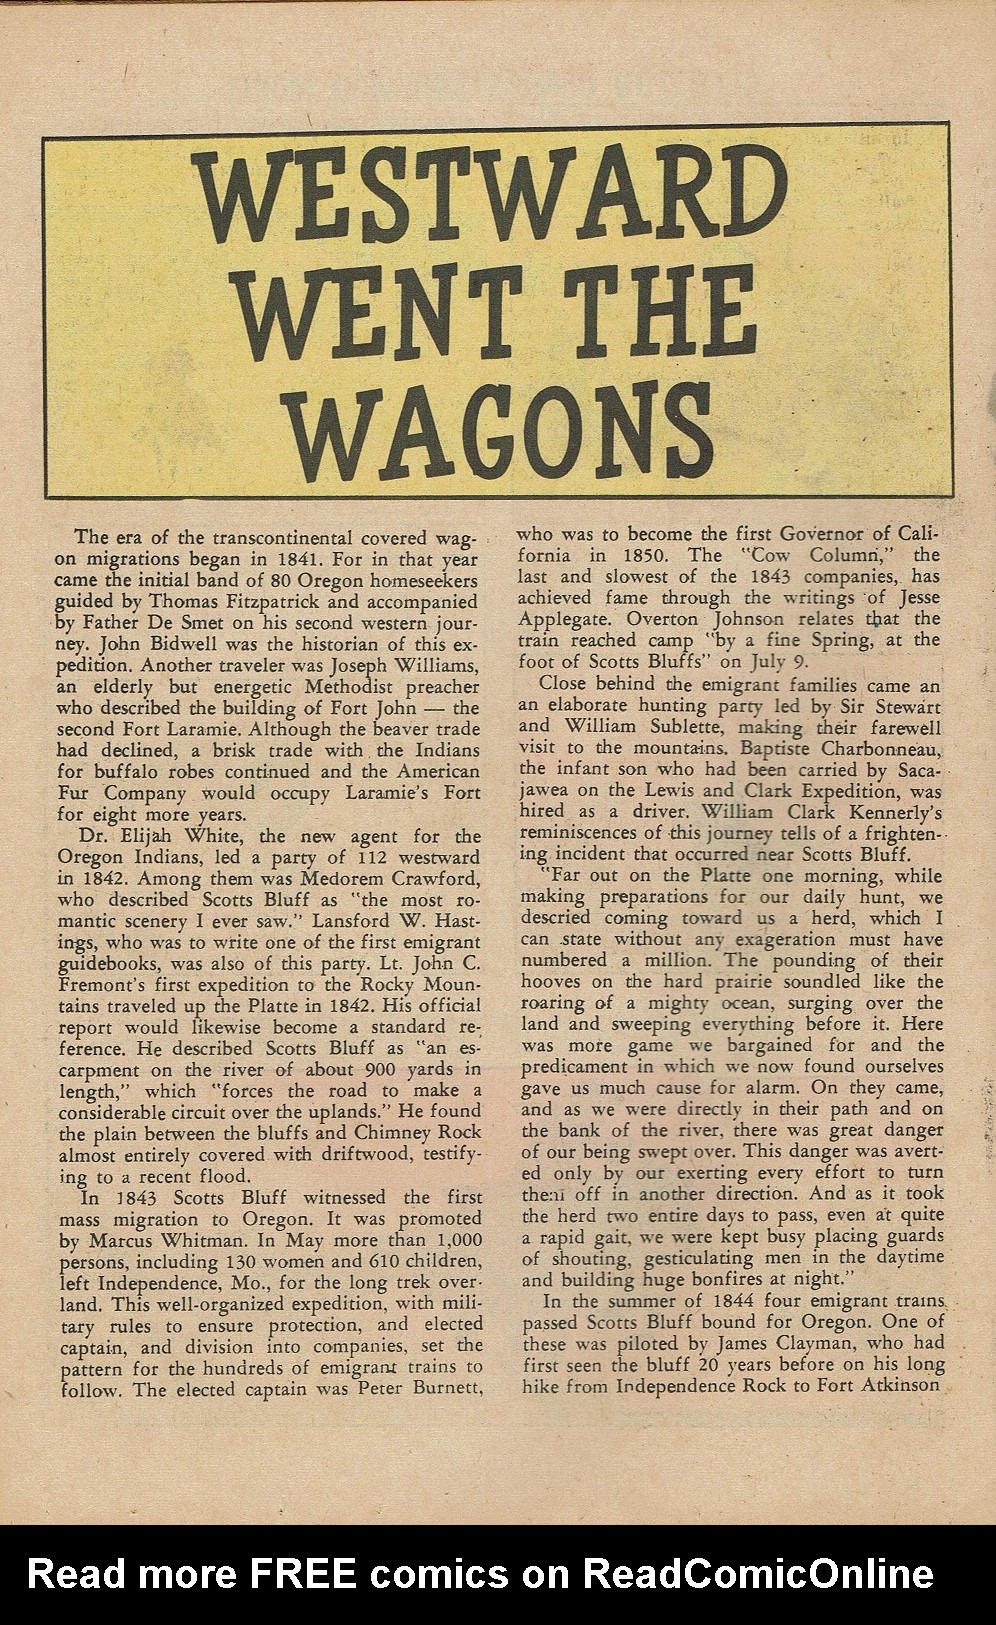 WESTWARD
WENT THE
WAGONS
The era of the transcontinental covered wag-
on migrations began in 1841. For in that year
came the initial band of 80 Oregon homeseekers
guided by Thomas Fitzpatrick and accompanied
by Father De Smet on his second western jour-
ney. John Bidwell was the historian of this ex-
pedition. Another traveler was Joseph Williams,
an elderly but energetic Methodist preacher
who described the building of Fort John — the
second Fort Laramie. Although the beaver trade
had declined, a brisk trade with the Indians
for buffalo robes continued and the American
Fur Company would occupy Laramie's Fort
for eight more years.
Dr. Elijah White, the new agent for the
Oregon Indians, led a party of 112 westward
in 1842. Among them was Medorem Crawford,
who described Scotts Bluff as "the most ro-
mantic scenery I ever saw." Lansford W. Hast-
ings, who was to write one of the first emigrant
guidebooks, was also of this party. Lt. John C.
Fremont's first expedition to the Rocky Moun-
tains traveled up the Platte in 1842. His official
report would likewise become a standard re-
ference. He described Scotts Bluff as "an es-
carpment on the river of about 900 yards in
length," which "forces the road to make a
considerable circuit over the uplands." He found
the plain between the bluffs and Chimney Rock
almost entirely covered with driftwood, testify-
ing to a recent flood.
In 1843 Scotts Bluff witnessed the first
mass migration to Oregon. It was promoted
by Marcus Whitman. In May more than 1,000
persons, including 130 women and 610 children,
left Independence, Mo., for the long trek over-
land. This well-organized expedition, with mili-
tary rules to ensure protection, and elected
captain, and division into companies, set the
pattern for the hundreds of emigrant trains to
follow. The elected captain was Peter Burnett,
who was to become the first Governor of Cali-
fornia in 1850. The "Cow Column," the
last and slowest of the 1843 companies, has
achieved fame through the writings of Jesse
Applegate. Overton Johnson relates that the
train reached camp "by a fine Spring, at the
foot of Scotts Bluffs" on July 9.
Close behind the emigrant families came an
an elaborate hunting party led by Sir Stewart
and William Sublette, making their farewell
visit to the mountains. Baptiste Charbonneau,
the infant son who had been carried by Saca-
jawea on the Lewis and Clark Expedition, was
hired as a driver. William Clark Kennerly's
reminiscences of this journey tells of a frighten-
ing incident that occurred near Scotts Bluff.
"Far out on the Platte one morning, while
making preparations for our daily hunt, we
descried coming toward us a herd, which I
can state without any exageration must have
numbered a million. The pounding of their
hooves on the hard prairie soundled like the
roaring of a mighty ocean, surging over the
land and sweeping everything before it. Here
was more game we bargained for and the
predicament in which we now found ourselves
gave us much cause for alarm. On they came,
and as we were directly in their path and on
the bank of the river, there was great danger
of our being swept over. This danger was avert-
ed only by our exerting every effort to turn
them off in another direction. And as it took
the herd two entire days to pass, even at quite
a rapid gait, we were kept busy placing guards
of shouting, gesticulating men in the daytime
and building huge bonfires at night."
In the summer of 1844 four emigrant trains
passed Scotts Bluff bound for Oregon. One of
these was piloted by James Clayman, who had
first seen the bluff 20 years before on his long
hike from Independence Rock to Fort Atkinson
Read more FREE comics on ReadComicOnline